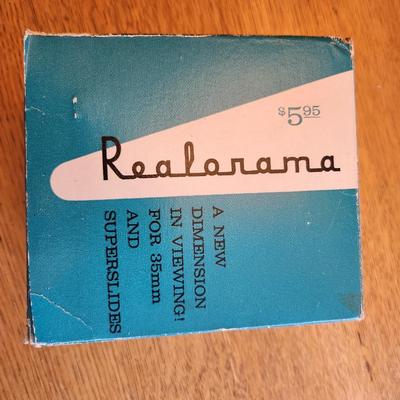 $5.95
Realorama
A NEW
DIMENSION
IN VIEWING!
FOR 35mm
AND
SUPERSLIDES